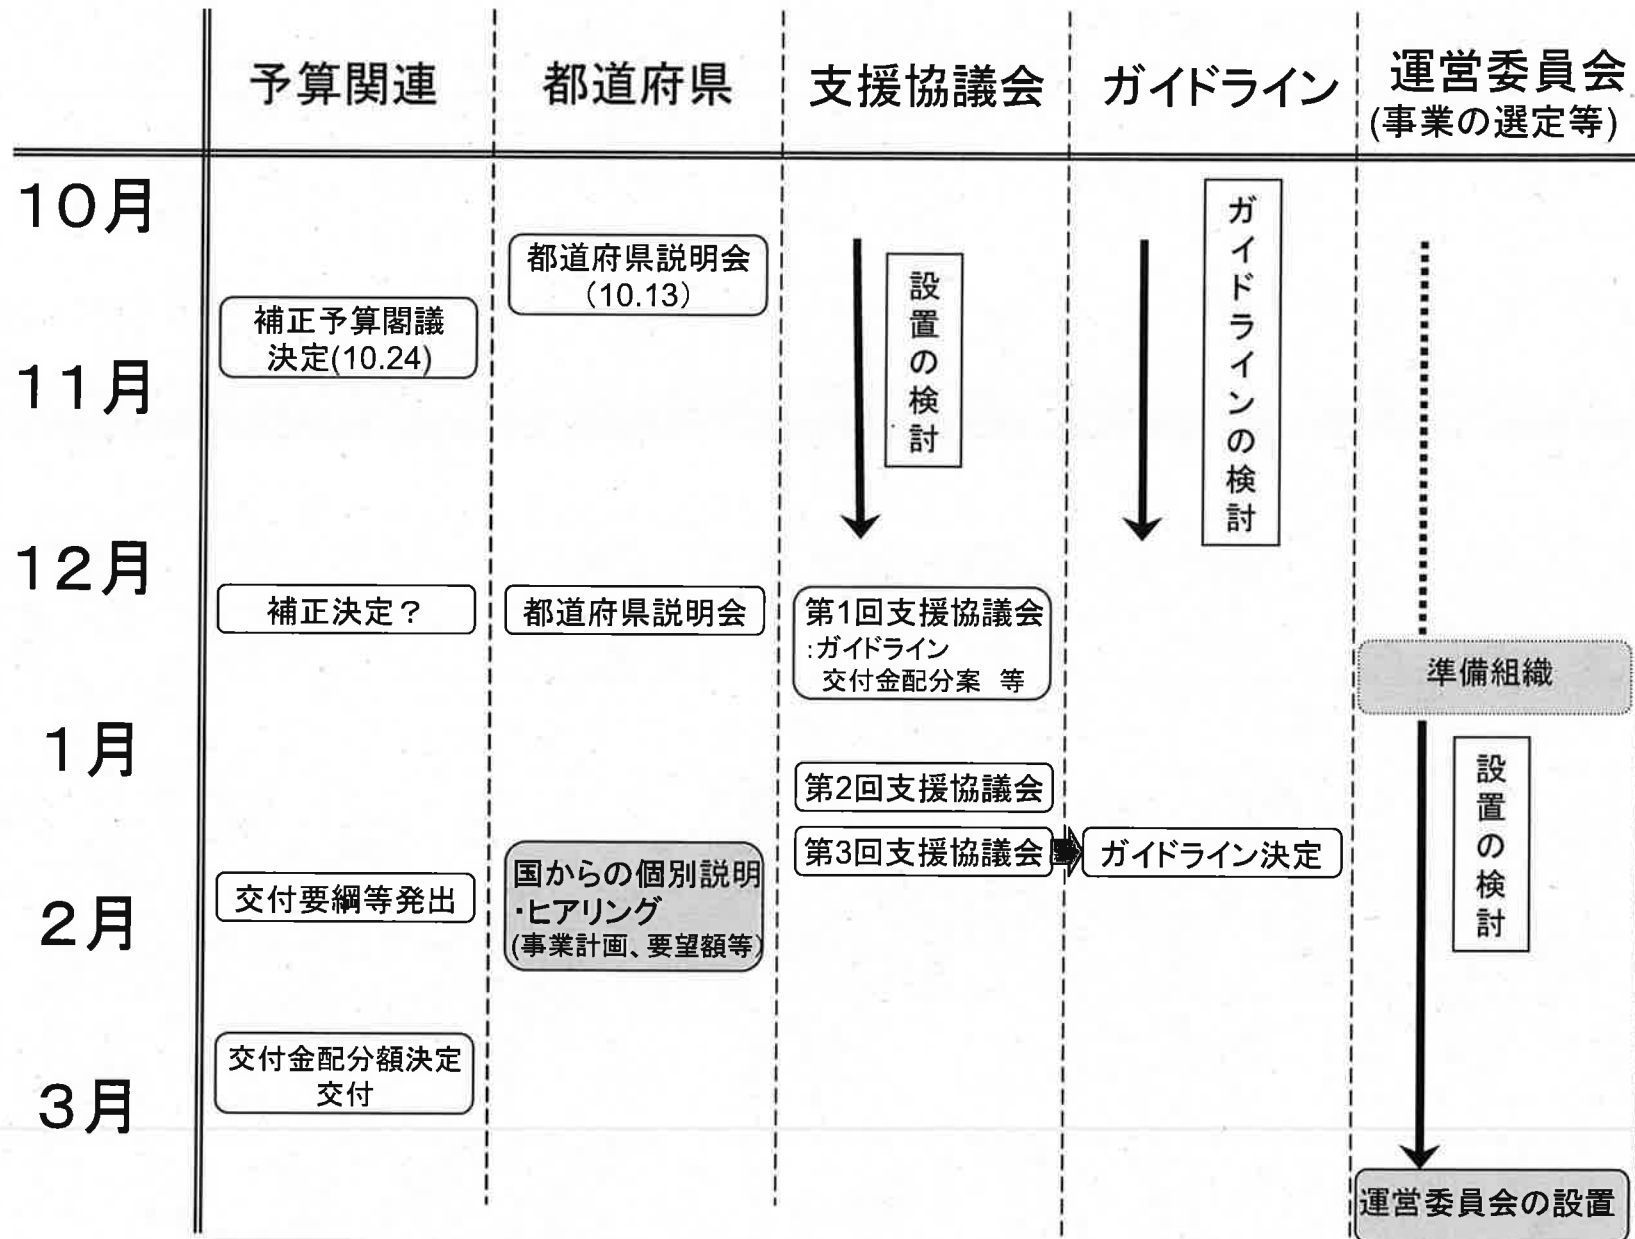 予算関連
都道府県
支援協議会
ガイドライン
運営委員会
(事業の選定等)
10月
都道府県説明会
(10.13)
設置の検討
ガイドラインの検討
補正予算閣議
決定(10.24)
11月
12月
補正決定？
都道府県説明会
第1回支援協議会
:ガイドライン
交付金配分案 等
準備組織
1月
設置の検討
第2回支援協議会
第3回支援協議会
ガイドライン決定
国からの個別説明
・ヒアリング
(事業計画、要望額等)
交付要綱等発出
2月
交付金配分額決定
交付
3月
運営委員会の設置